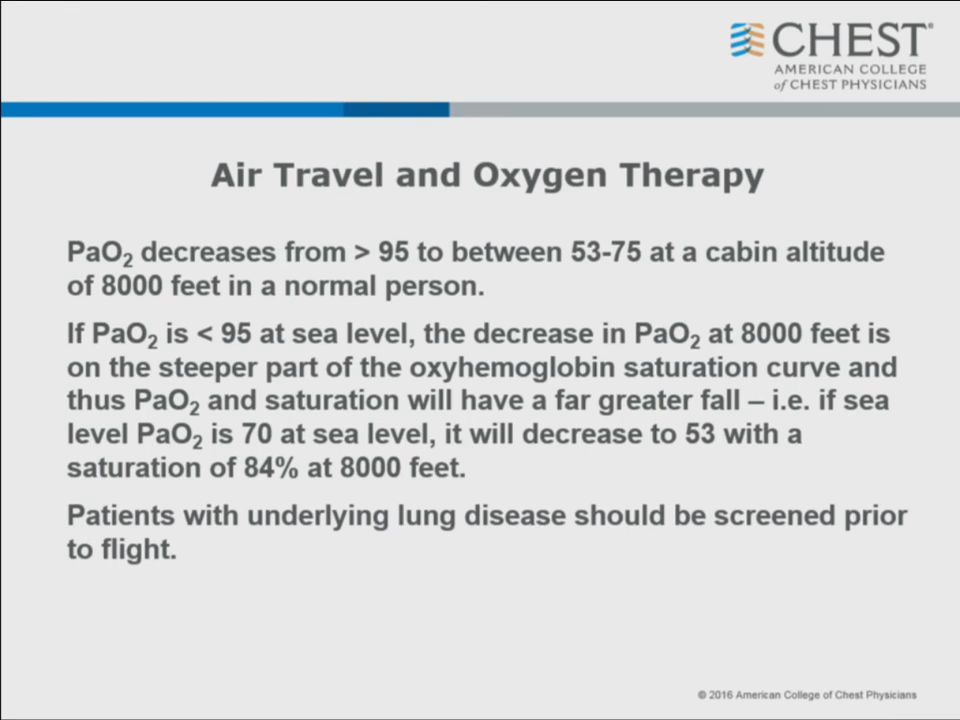 CHEST®
AMERICAN COLLEGE
of CHEST PHYSICIANS
Air Travel and Oxygen Therapy
PaO₂ decreases from > 95 to between 53-75 at a cabin altitude
of 8000 feet in a normal person.
If PaO₂ is < 95 at sea level, the decrease in PaO₂ at 8000 feet is
on the steeper part of the oxyhemoglobin saturation curve and
thus PaO₂ and saturation will have a far greater fall – i.e. if sea
level PaO₂ is 70 at sea level, it will decrease to 53 with a
saturation of 84% at 8000 feet.
Patients with underlying lung disease should be screened prior
to flight.
© 2016 American College of Chest Physicians